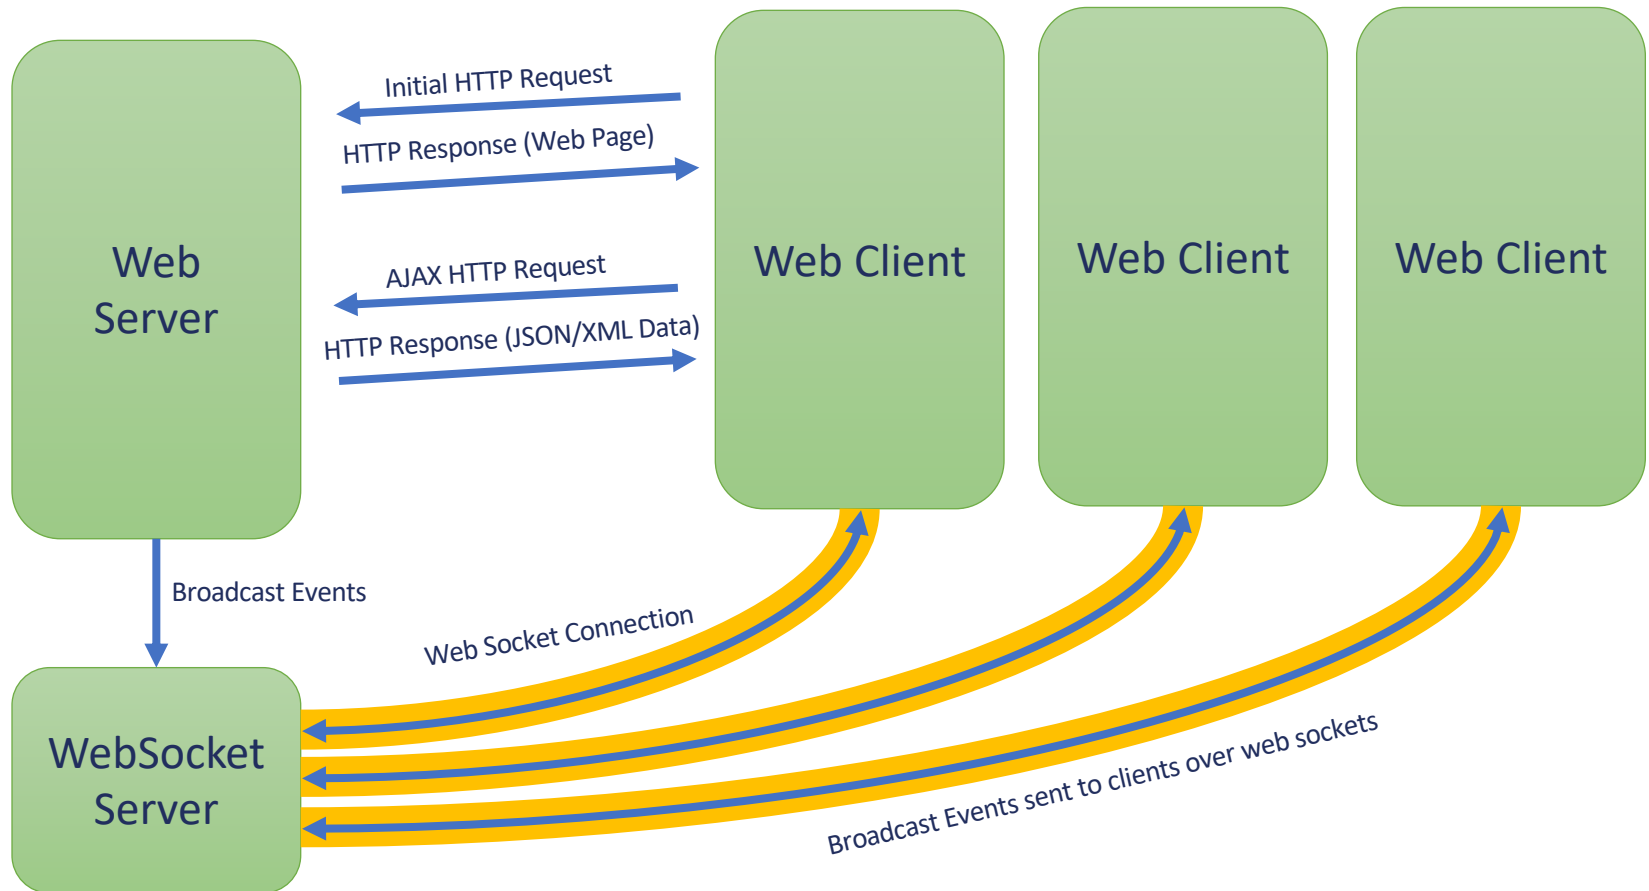 Initial HTTP Request
HTTP Response (Web Page)
Web
Server
AJAX HTTP Request
HTTP Response (JSON/XML Data)
Web Client
Web Client
Web Client
Broadcast Events
Web Socket Connection
WebSocket
Server
Broadcast Events sent to clients over web sockets